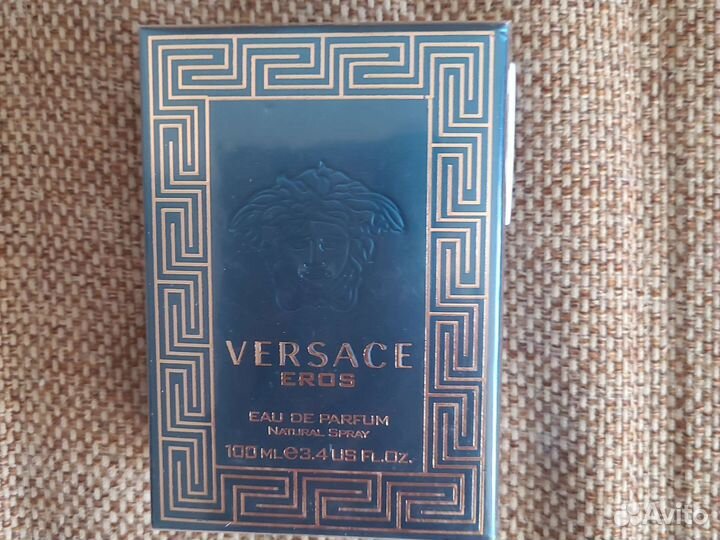 VERSACE
EROS
EAU DE PARFUM
NATURAL SPRAY
100 ML ℮ 3.4 US FL.OZ.
Avito